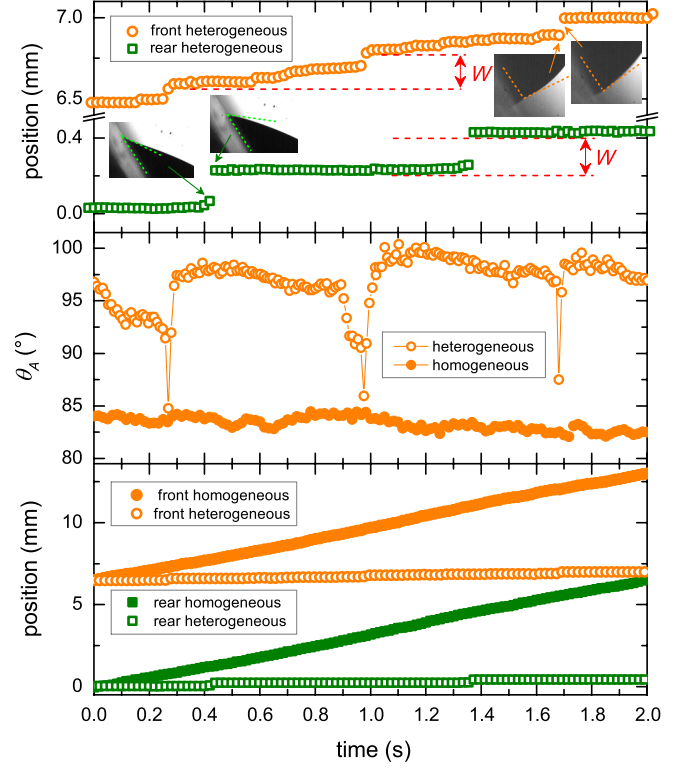 front heterogeneous
rear heterogeneous
7.0
6.5
0.4
0.0
position (mm)
W
W
100
95
90
85
80
θA (°)
heterogeneous
homogeneous
front homogeneous
front heterogeneous
rear homogeneous
rear heterogeneous
10
5
0
position (mm)
0.0 0.2 0.4 0.6 0.8 1.0 1.2 1.4 1.6 1.8 2.0
time (s)